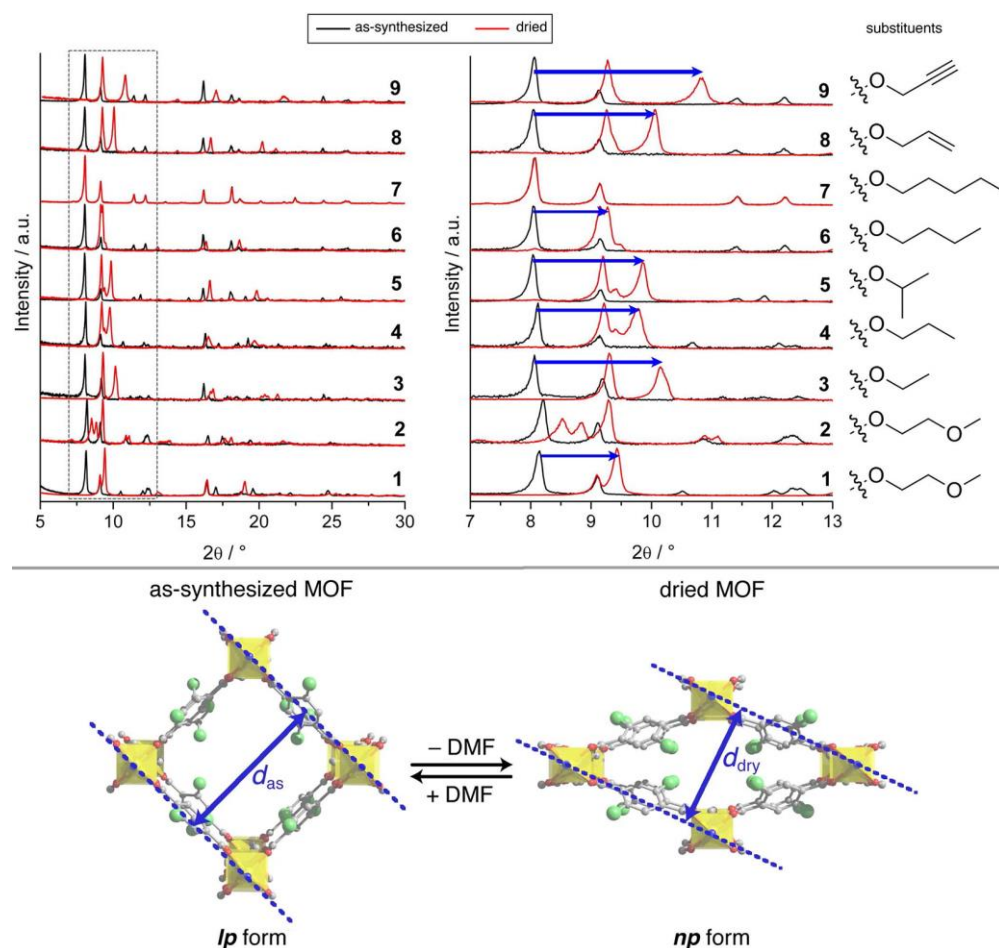 as-synthesized dried
substituents
9
8
7
6
5
4
3
2
1
Intensity / a.u.
5 10 15 20 25 30
2θ / °
9
8
7
6
5
4
3
2
1
Intensity / a.u.
7 8 9 10 11 12 13
2θ / °
O
O
O
O
O
O
O
O
O
O
O
as-synthesized MOF
dried MOF
d as
– DMF
+ DMF
d dry
lp form
np form